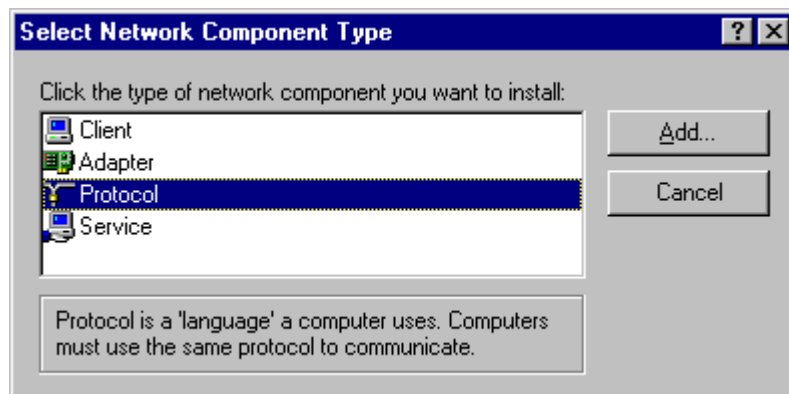 Select Network Component Type
Click the type of network component you want to install:
Client
Adapter
Protocol
Service
Add...
Cancel
Protocol is a 'language' a computer uses. Computers
must use the same protocol to communicate.